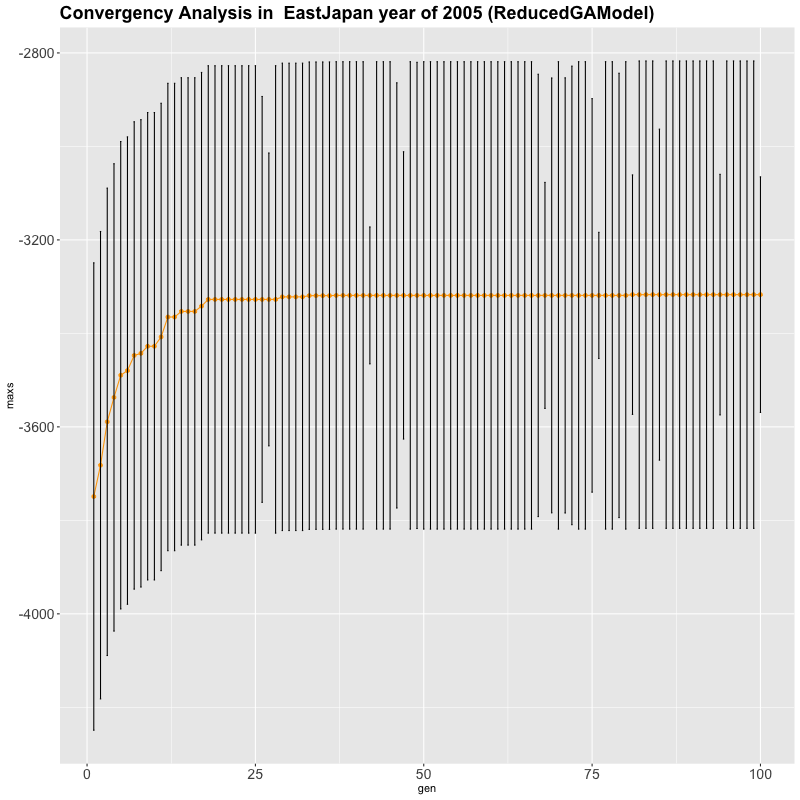 Convergency Analysis in  EastJapan year of 2005 (ReducedGAModel)
-2800
-3200
-3600
-4000
maxs
0 25 50 75 100
gen